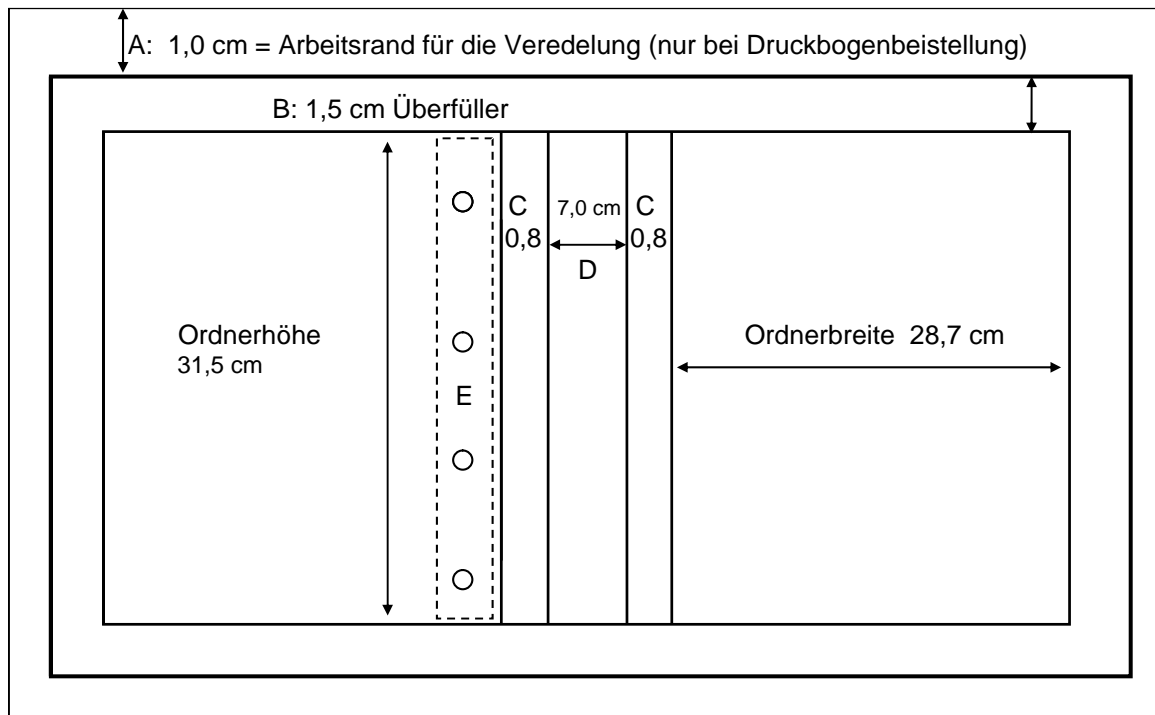 A: 1,0 cm = Arbeitsrand für die Veredelung (nur bei Druckbogenbeistellung)
B: 1,5 cm Überfüller
C 7,0 cm C
0,8 0,8
D
Ordnerhöhe Ordnerbreite 28,7 cm
31,5 cm
E